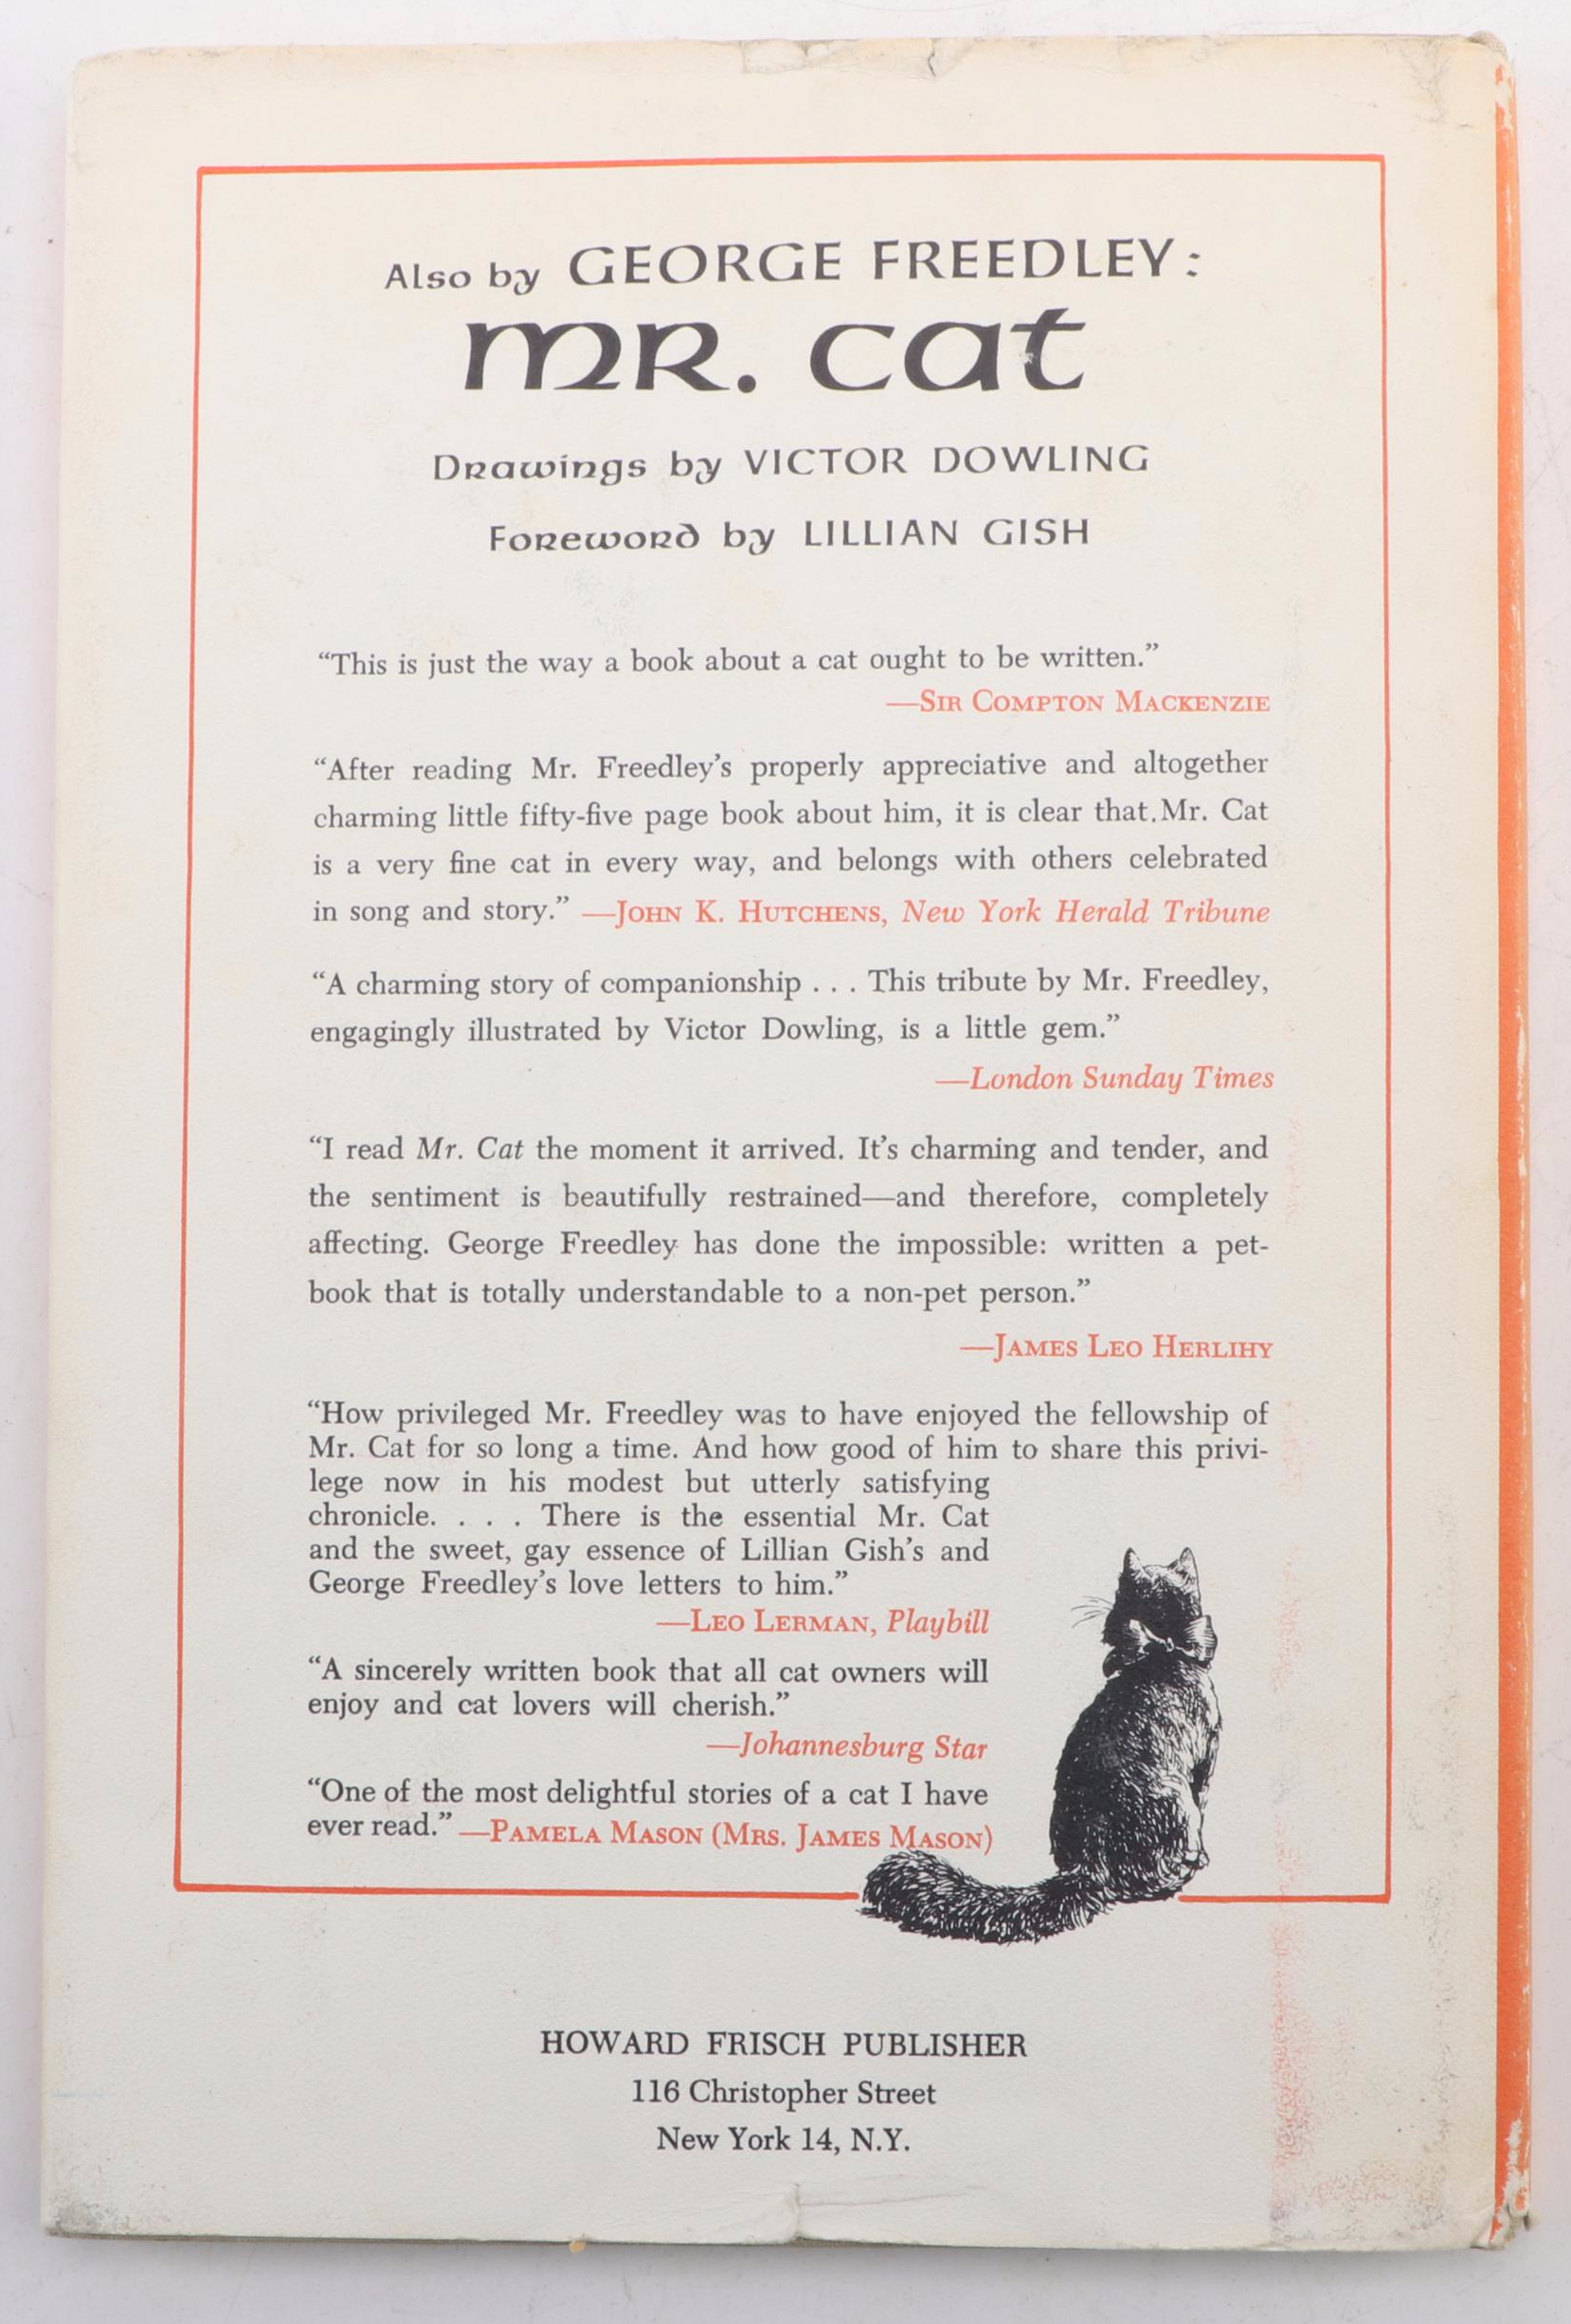 Also by GEORGE FREEDLEY:
mr. cat
Drawings by VICTOR DOWLING
Foreword by LILLIAN GISH
“This is just the way a book about a cat ought to be written.”
—SIR COMPTON MACKENZIE
“After reading Mr. Freedley’s properly appreciative and altogether
charming little fifty-five page book about him, it is clear that.Mr. Cat
is a very fine cat in every way, and belongs with others celebrated
in song and story.” —JOHN K. HUTCHENS, New York Herald Tribune
“A charming story of companionship . . . This tribute by Mr. Freedley,
engagingly illustrated by Victor Dowling, is a little gem.”
—London Sunday Times
“I read Mr. Cat the moment it arrived. It’s charming and tender, and
the sentiment is beautifully restrained—and therefore, completely
affecting. George Freedley has done the impossible: written a pet-
book that is totally understandable to a non-pet person.”
—JAMES LEO HERLIHY
“How privileged Mr. Freedley was to have enjoyed the fellowship of
Mr. Cat for so long a time. And how good of him to share this privi-
lege now in his modest but utterly satisfying
chronicle. . . . There is the essential Mr. Cat
and the sweet, gay essence of Lillian Gish’s and
George Freedley’s love letters to him.”
—LEO LERMAN, Playbill
“A sincerely written book that all cat owners will
enjoy and cat lovers will cherish.”
—Johannesburg Star
“One of the most delightful stories of a cat I have
ever read.” —PAMELA MASON (MRS. JAMES MASON)
HOWARD FRISCH PUBLISHER
116 Christopher Street
New York 14, N.Y.